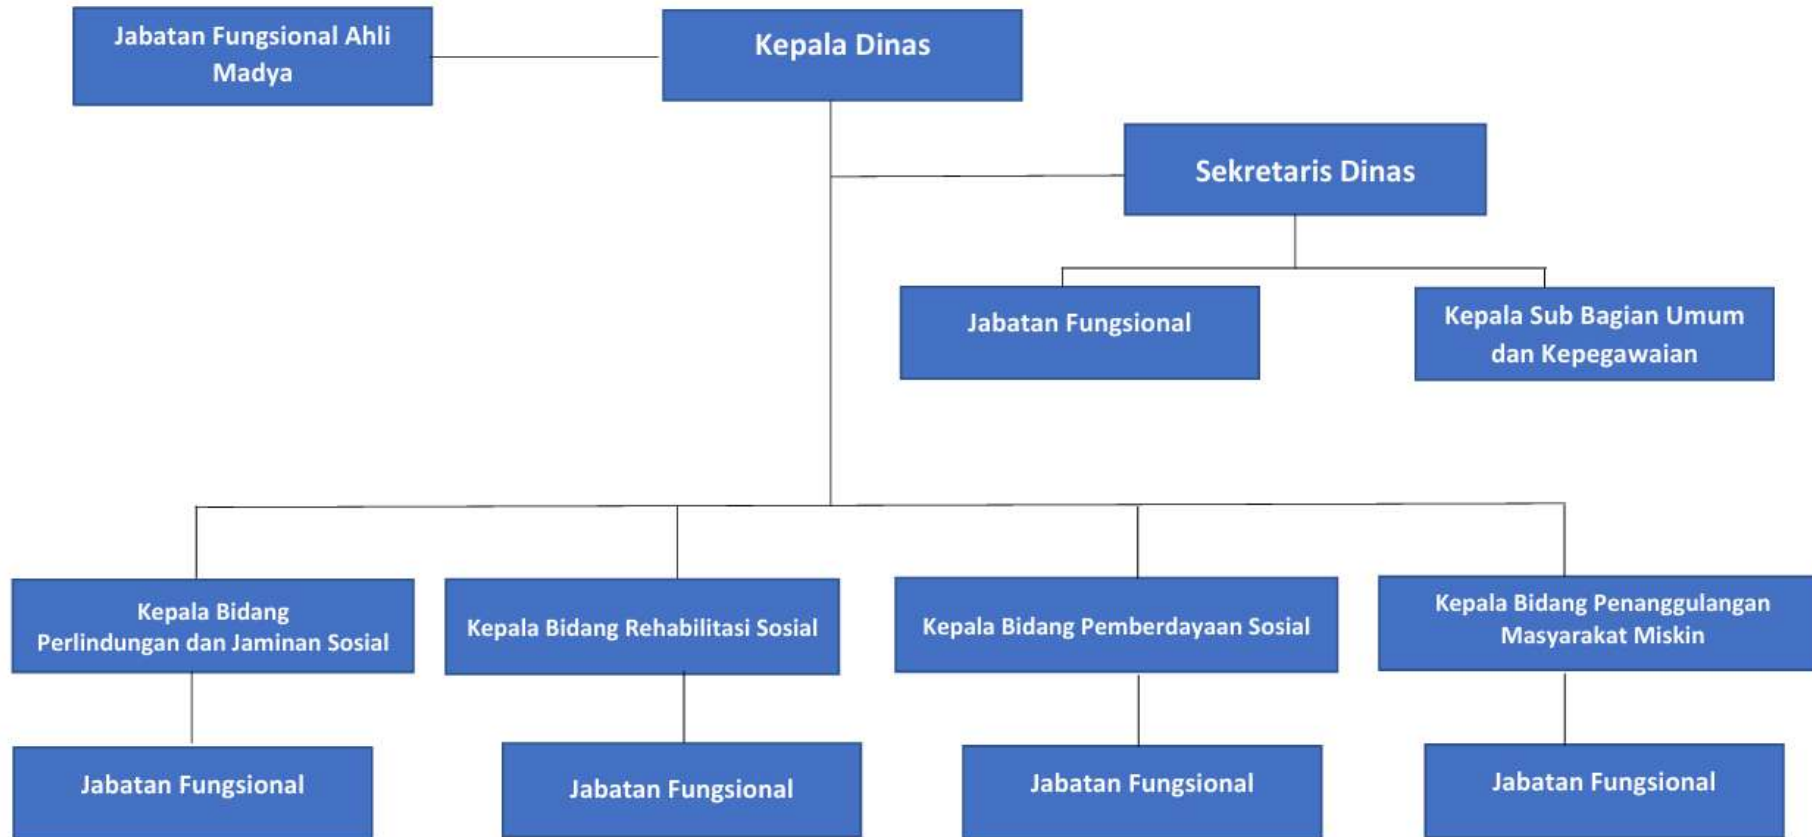 Jabatan Fungsional Ahli
Madya
Kepala Dinas
Sekretaris Dinas
Jabatan Fungsional
Kepala Sub Bagian Umum
dan Kepegawaian
Kepala Bidang
Perlindungan dan Jaminan Sosial
Kepala Bidang Rehabilitasi Sosial
Kepala Bidang Pemberdayaan Sosial
Kepala Bidang Penanggulangan
Masyarakat Miskin
Jabatan Fungsional
Jabatan Fungsional
Jabatan Fungsional
Jabatan Fungsional